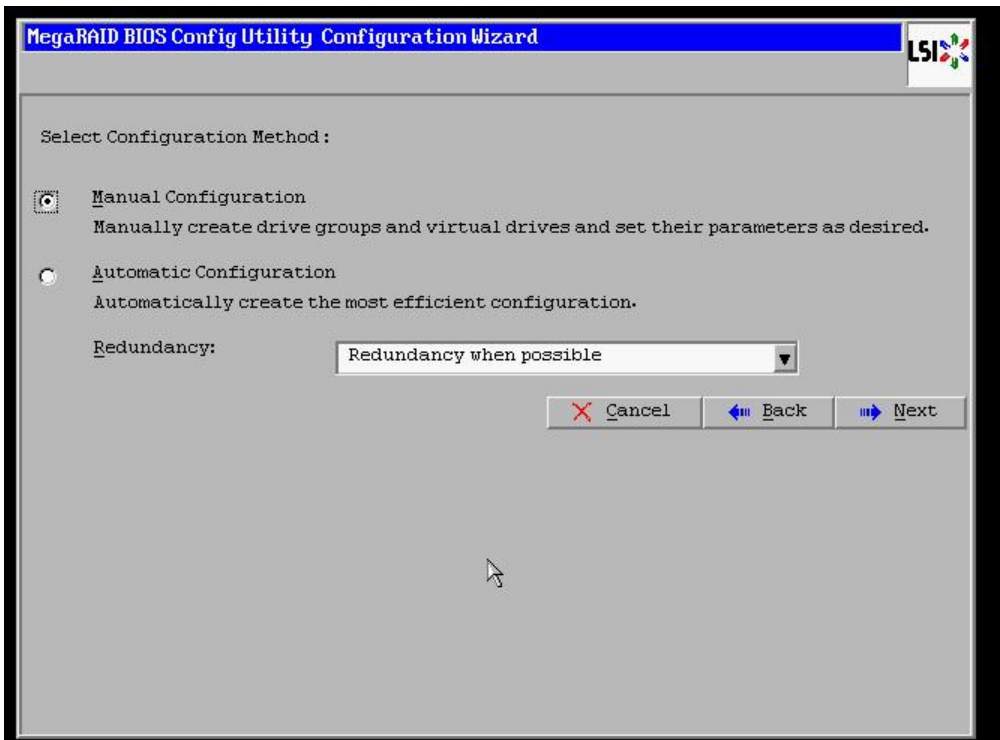 MegaRAID BIOS Config Utility Configuration Wizard
LSI
Select Configuration Method:
Manual Configuration
Manually create drive groups and virtual drives and set their parameters as desired.
Automatic Configuration
Automatically create the most efficient configuration.
Redundancy: Redundancy when possible
Cancel Back Next